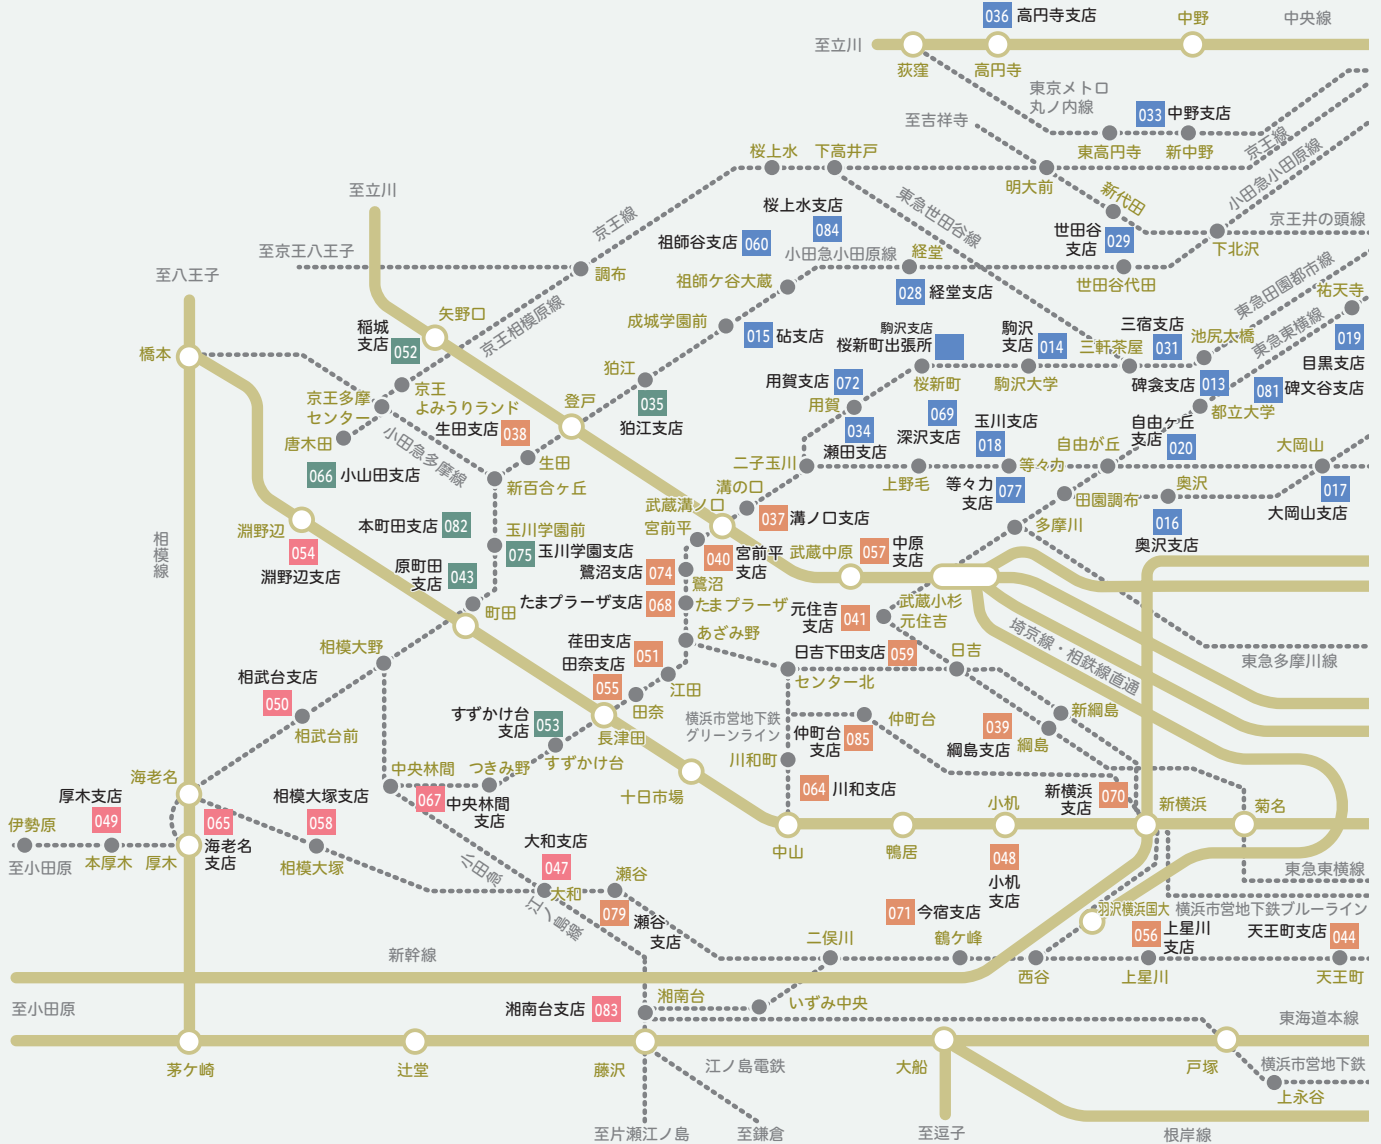 036 高円寺支店
中野
中央線
至立川
荻窪
高円寺
東京メトロ
丸ノ内線
033 中野支店
至吉祥寺
東高円寺
新中野
京王線
小田急小田原線
桜上水
下高井戸
明大前
新代田
至立川
東急世田谷線
桜上水支店
084
京王線
祖師谷支店 060
世田谷
支店
029
京王井の頭線
下北沢
至京王八王子
小田急小田原線
経堂
至八王子
調布
祖師ケ谷大蔵
028 経堂支店
世田谷代田
東急田園都市線
祐天寺
矢野口
京王相模原線
成城学園前
015 砧支店
駒沢支店
桜新町出張所
駒沢
支店
014
三宿支店
031
三軒茶屋
池尻大橋
東急東横線
019
目黒支店
稲城
支店
052
橋本
狛江
用賀支店 072
桜新町
駒沢大学
碑衾支店 013
081 碑文谷支店
京王多摩
センター
京王
よみうりランド
登戸
035
狛江支店
用賀
034
瀬田支店
069
深沢支店
玉川支店
018
自由ヶ丘
支店
020
都立大学
生田支店 038
唐木田
小田急多摩線
066 小山田支店
生田
新百合ヶ丘
二子玉川
上野毛
等々力
等々力
支店
077
自由が丘
大岡山
017
大岡山支店
田園調布
奥沢
016
奥沢支店
溝の口
武蔵溝ノ口
037 溝ノ口支店
多摩川
淵野辺
054
淵野辺支店
本町田支店 082
玉川学園前
075 玉川学園支店
宮前平
040 宮前平
支店
武蔵中原
057 中原
支店
相模線
原町田
支店
043
鷺沼支店 074
鷺沼
町田
たまプラーザ支店 068
たまプラーザ
元住吉
支店
041
武蔵小杉
元住吉
相模大野
荏田支店
051
あざみ野
日吉下田支店 059
日吉
埼京線・相鉄線直通
東急多摩川線
田奈支店
055
江田
田奈
センター北
相武台支店
050
相武台前
すずかけ台
支店
053
長津田
横浜市営地下鉄
グリーンライン
仲町台
仲町台
支店
085
039
綱島支店
新綱島
綱島
すずかけ台
川和町
海老名
中央林間
つきみ野
十日市場
064 川和支店
新横浜
支店
070
厚木支店
049
065
海老名
支店
相模大塚支店
058
067 中央林間
支店
小机
新横浜
菊名
伊勢原
至小田原
本厚木
厚木
相模大塚
小田急
江ノ島線
大和支店
047
大和
瀬谷
中山
鴨居
048
小机
支店
東急東横線
079 瀬谷
支店
071 今宿支店
羽沢横浜国大
横浜市営地下鉄ブルーライン
新幹線
二俣川
鶴ケ峰
西谷
056 上星川
支店
上星川
天王町支店 044
天王町
至小田原
湘南台支店 083
湘南台
いずみ中央
東海道本線
茅ケ崎
辻堂
藤沢
江ノ島電鉄
大船
戸塚
横浜市営地下鉄
上永谷
至片瀬江ノ島
至鎌倉
至逗子
根岸線